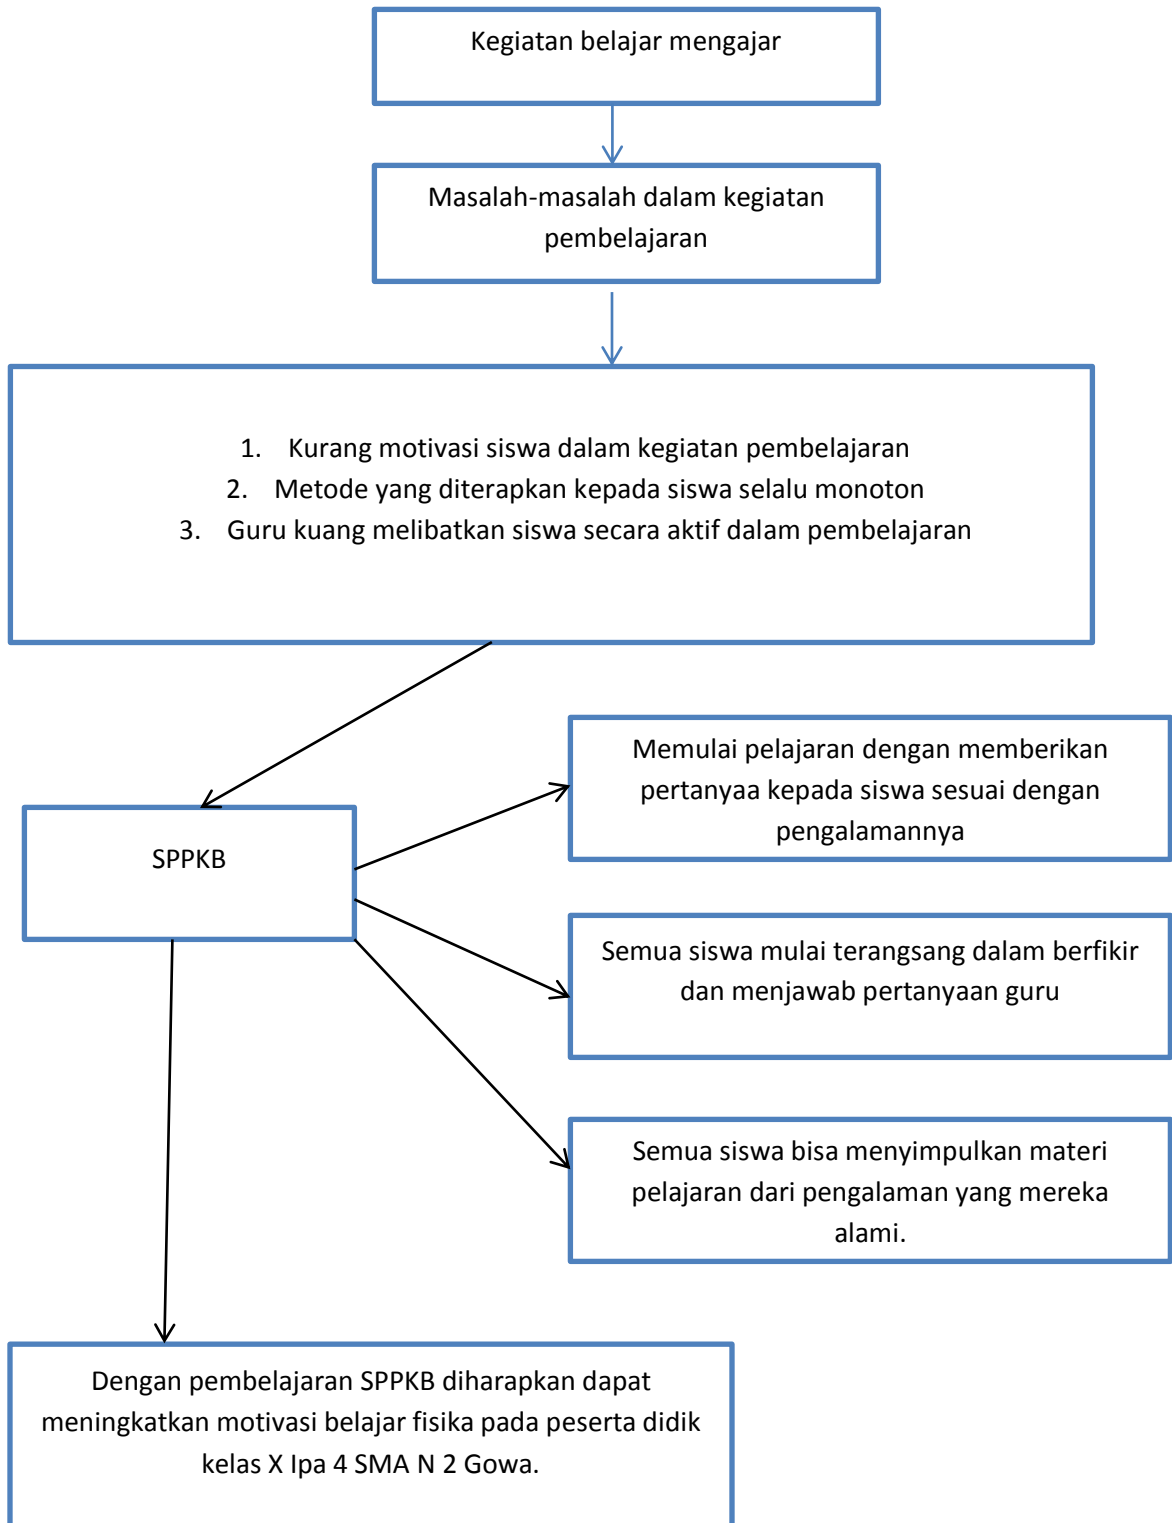 Kegiatan belajar mengajar
Masalah-masalah dalam kegiatan
pembelajaran
1. Kurang motivasi siswa dalam kegiatan pembelajaran
2. Metode yang diterapkan kepada siswa selalu monoton
3. Guru kuang melibatkan siswa secara aktif dalam pembelajaran
SPPKB
Memulai pelajaran dengan memberikan
pertanyaa kepada siswa sesuai dengan
pengalamannya
Semua siswa mulai terangsang dalam berfikir
dan menjawab pertanyaan guru
Semua siswa bisa menyimpulkan materi
pelajaran dari pengalaman yang mereka
alami.
Dengan pembelajaran SPPKB diharapkan dapat
meningkatkan motivasi belajar fisika pada peserta didik
kelas X Ipa 4 SMA N 2 Gowa.